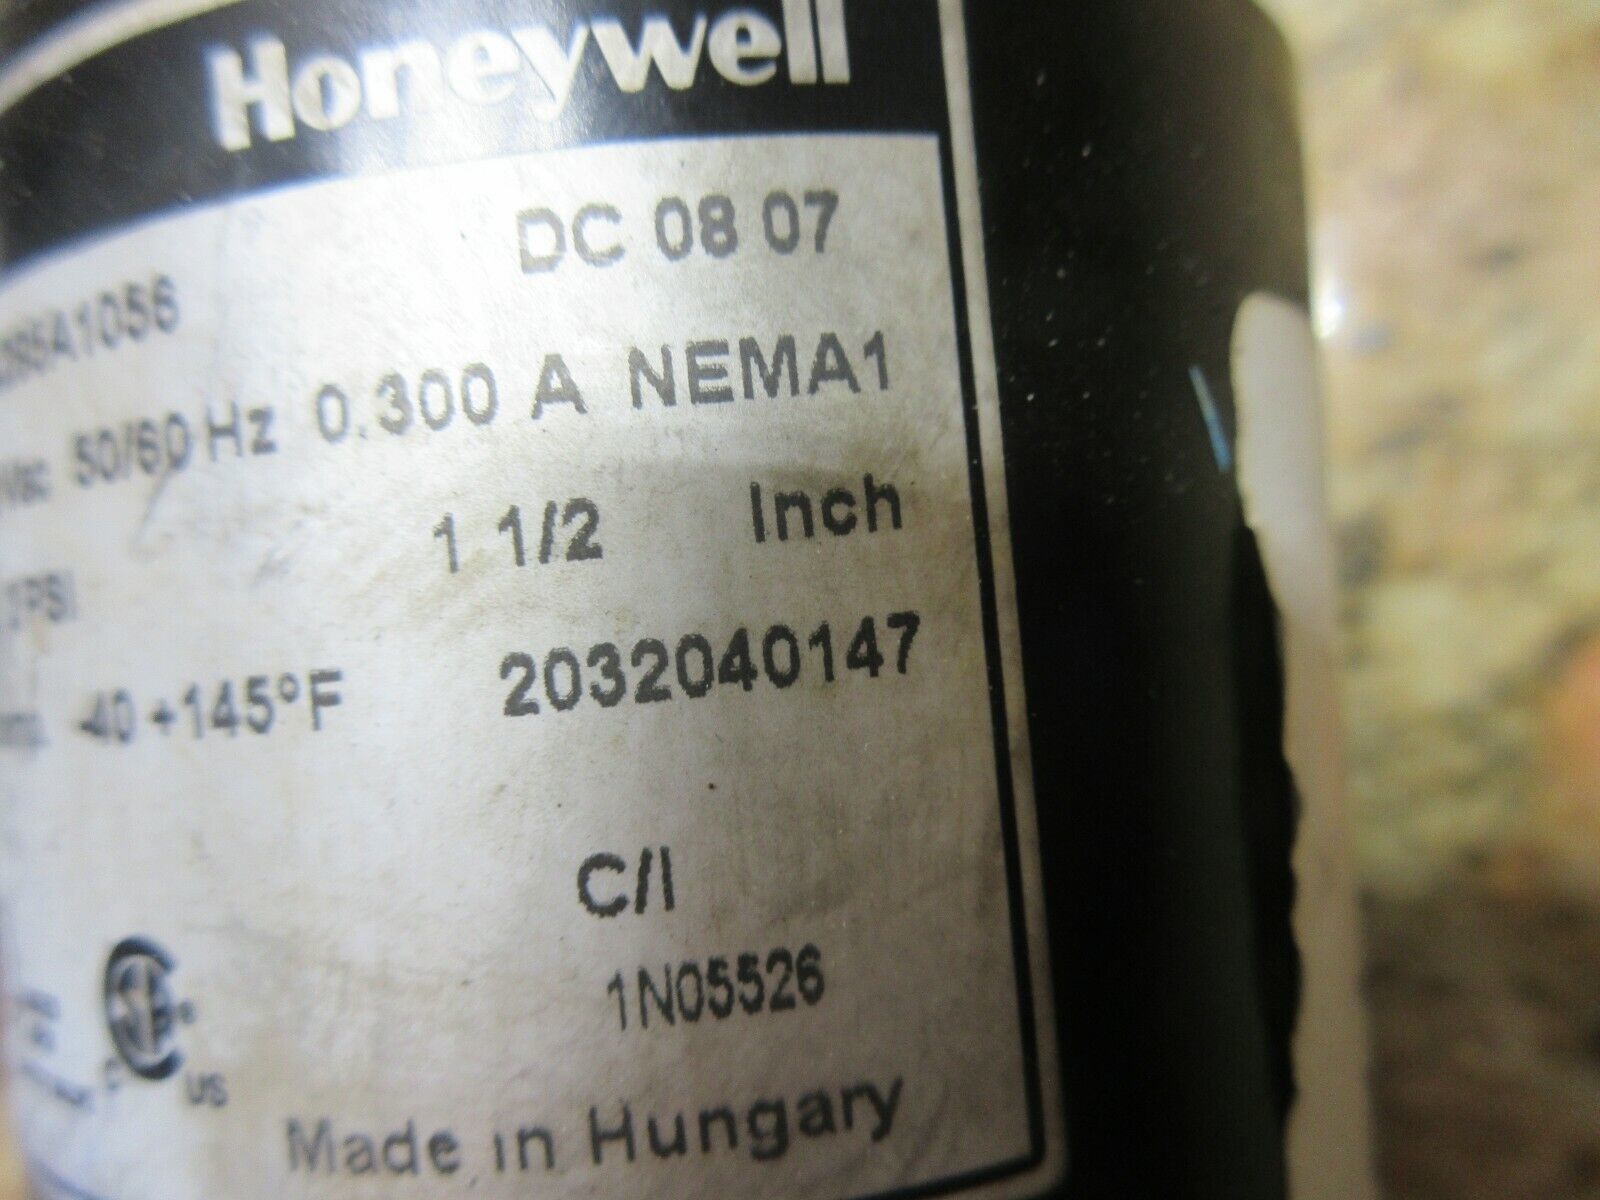 Honeywell
DC 08 07
50/60 Hz 0.300 A NEMA1
1 1/2 Inch
PSI
-40 +145°F 2032040147
C/I
1N05526
US
Made in Hungary